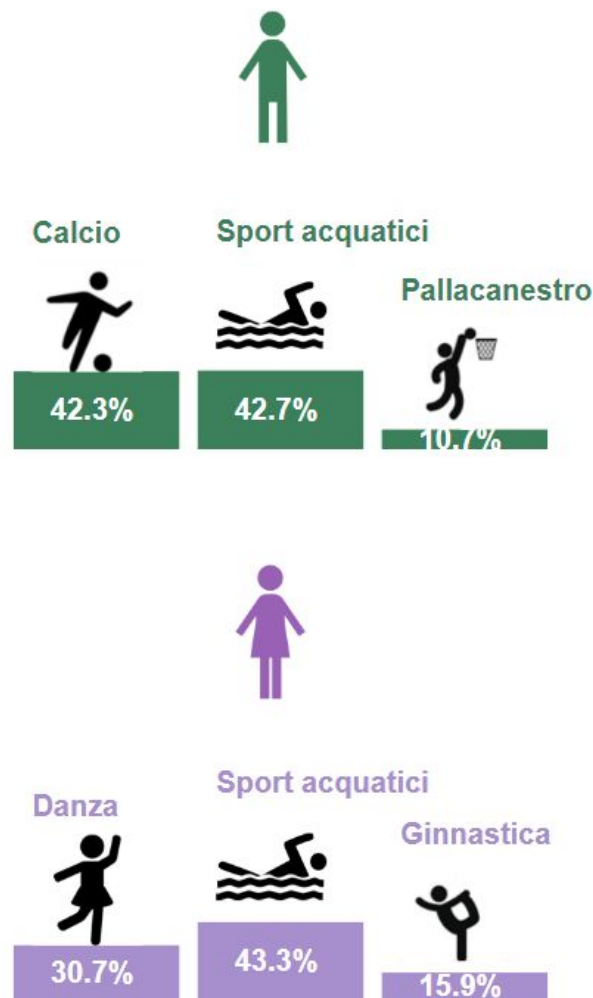 Calcio
Sport acquatici
Pallacanestro
42.3%
42.7%
10.7%
Sport acquatici
Danza
Ginnastica
30.7%
43.3%
15.9%